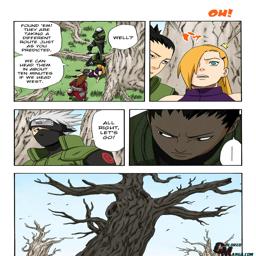 FOUND 'EM!
THEY ARE
TAKING A
DIFFERENT
ROUTE JUST
AS YOU
PREDICTED.
WE CAN
HEAD THEM
IN ABOUT
TEN MINUTES
IF WE HEAD
WEST.
WELL?
OH!
ALL
RIGHT,
LET'S
GO!